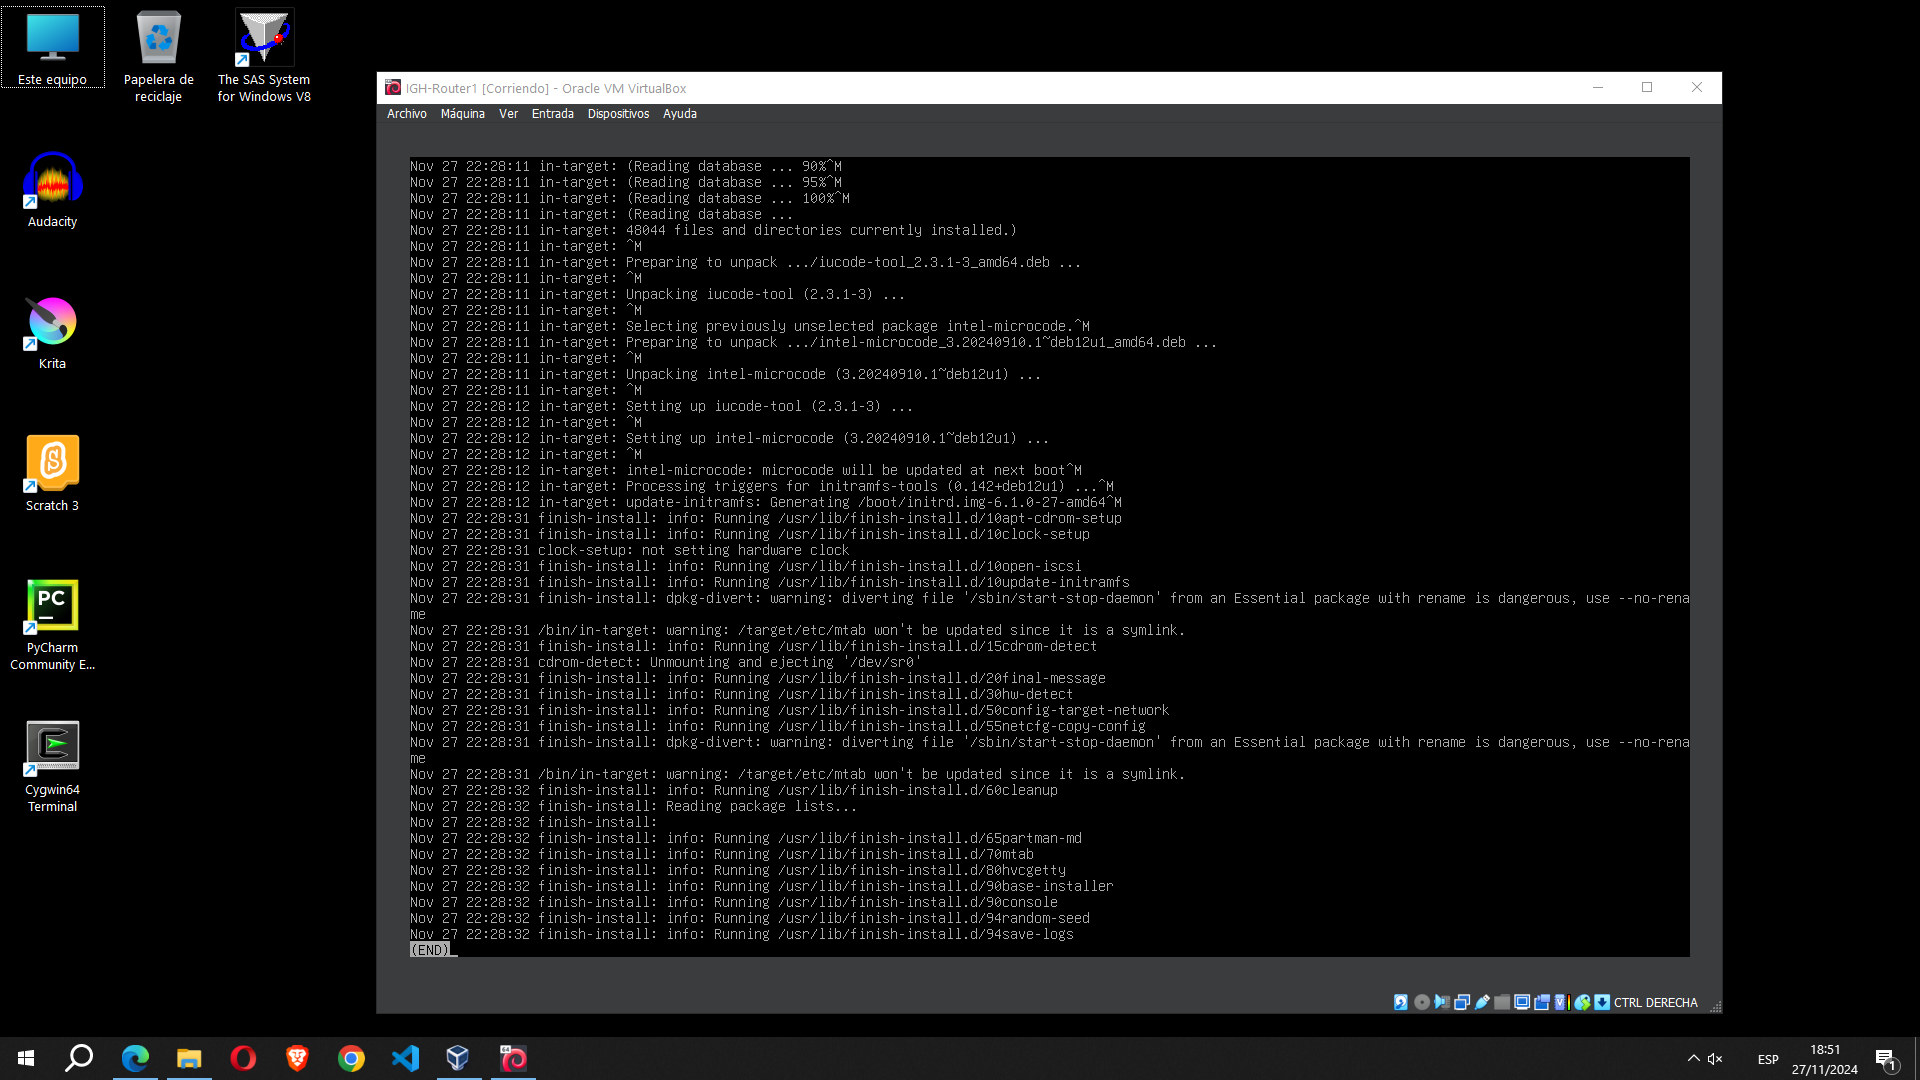 Este equipo
Papelera de
reciclaje
The SAS System
for Windows V8
Audacity
Krita
Scratch 3
PC
PyCharm
Community E...
Cygwin64
Terminal
IGH-Router1 [Corriendo] - Oracle VM VirtualBox
Archivo Máquina Ver Entrada Dispositivos Ayuda
Nov 27 22:28:11 in-target: (Reading database ... 90%^M
Nov 27 22:28:11 in-target: (Reading database ... 95%^M
Nov 27 22:28:11 in-target: (Reading database ... 100%^M
Nov 27 22:28:11 in-target: (Reading database ...
Nov 27 22:28:11 in-target: 48044 files and directories currently installed.)
Nov 27 22:28:11 in-target: ^M
Nov 27 22:28:11 in-target: Preparing to unpack .../iucode-tool_2.3.1-3_amd64.deb ...
Nov 27 22:28:11 in-target: ^M
Nov 27 22:28:11 in-target: Unpacking iucode-tool (2.3.1-3) ...
Nov 27 22:28:11 in-target: ^M
Nov 27 22:28:11 in-target: Selecting previously unselected package intel-microcode.^M
Nov 27 22:28:11 in-target: Preparing to unpack .../intel-microcode_3.20240910.1~deb12u1_amd64.deb ...
Nov 27 22:28:11 in-target: ^M
Nov 27 22:28:11 in-target: Unpacking intel-microcode (3.20240910.1~deb12u1) ...
Nov 27 22:28:11 in-target: ^M
Nov 27 22:28:12 in-target: Setting up iucode-tool (2.3.1-3) ...
Nov 27 22:28:12 in-target: ^M
Nov 27 22:28:12 in-target: Setting up intel-microcode (3.20240910.1~deb12u1) ...
Nov 27 22:28:12 in-target: ^M
Nov 27 22:28:12 in-target: intel-microcode: microcode will be updated at next boot^M
Nov 27 22:28:12 in-target: Processing triggers for initramfs-tools (0.142+deb12u1) ...^M
Nov 27 22:28:12 in-target: update-initramfs: Generating /boot/initrd.img-6.1.0-27-amd64^M
Nov 27 22:28:31 finish-install: info: Running /usr/lib/finish-install.d/10apt-cdrom-setup
Nov 27 22:28:31 finish-install: info: Running /usr/lib/finish-install.d/10clock-setup
Nov 27 22:28:31 clock-setup: not setting hardware clock
Nov 27 22:28:31 finish-install: info: Running /usr/lib/finish-install.d/10open-iscsi
Nov 27 22:28:31 finish-install: info: Running /usr/lib/finish-install.d/10update-initramfs
Nov 27 22:28:31 finish-install: dpkg-divert: warning: diverting file '/sbin/start-stop-daemon' from an Essential package with rename is dangerous, use --no-rena
me
Nov 27 22:28:31 /bin/in-target: warning: /target/etc/mtab won't be updated since it is a symlink.
Nov 27 22:28:31 finish-install: info: Running /usr/lib/finish-install.d/15cdrom-detect
Nov 27 22:28:31 cdrom-detect: Unmounting and ejecting '/dev/sr0'
Nov 27 22:28:31 finish-install: info: Running /usr/lib/finish-install.d/20final-message
Nov 27 22:28:31 finish-install: info: Running /usr/lib/finish-install.d/30hw-detect
Nov 27 22:28:31 finish-install: info: Running /usr/lib/finish-install.d/50config-target-network
Nov 27 22:28:31 finish-install: info: Running /usr/lib/finish-install.d/55netcfg-copy-config
Nov 27 22:28:31 finish-install: dpkg-divert: warning: diverting file '/sbin/start-stop-daemon' from an Essential package with rename is dangerous, use --no-rena
me
Nov 27 22:28:31 /bin/in-target: warning: /target/etc/mtab won't be updated since it is a symlink.
Nov 27 22:28:32 finish-install: info: Running /usr/lib/finish-install.d/60cleanup
Nov 27 22:28:32 finish-install: Reading package lists...
Nov 27 22:28:32 finish-install:
Nov 27 22:28:32 finish-install: info: Running /usr/lib/finish-install.d/65partman-md
Nov 27 22:28:32 finish-install: info: Running /usr/lib/finish-install.d/70mtab
Nov 27 22:28:32 finish-install: info: Running /usr/lib/finish-install.d/80hvcgetty
Nov 27 22:28:32 finish-install: info: Running /usr/lib/finish-install.d/90base-installer
Nov 27 22:28:32 finish-install: info: Running /usr/lib/finish-install.d/90console
Nov 27 22:28:32 finish-install: info: Running /usr/lib/finish-install.d/94random-seed
Nov 27 22:28:32 finish-install: info: Running /usr/lib/finish-install.d/94save-logs
(END)
CTRL DERECHA
ESP
18:51
27/11/2024
1